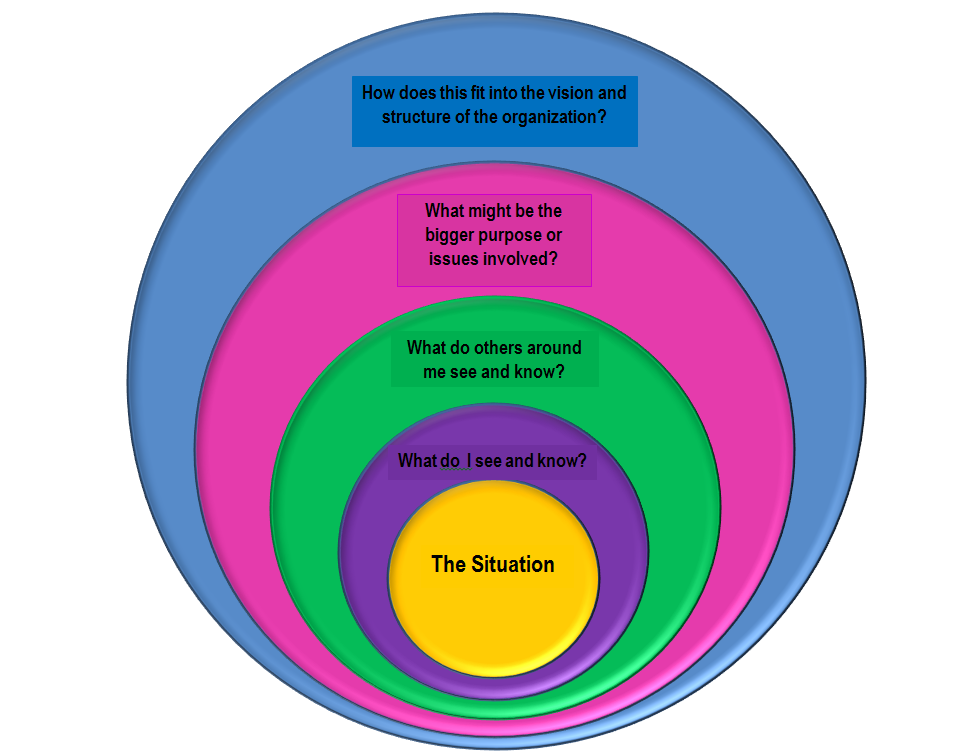 How does this fit into the vision and
structure of the organization?
What might be the
bigger purpose or
issues involved?
What do others around
me see and know?
What do I see and know?
The Situation